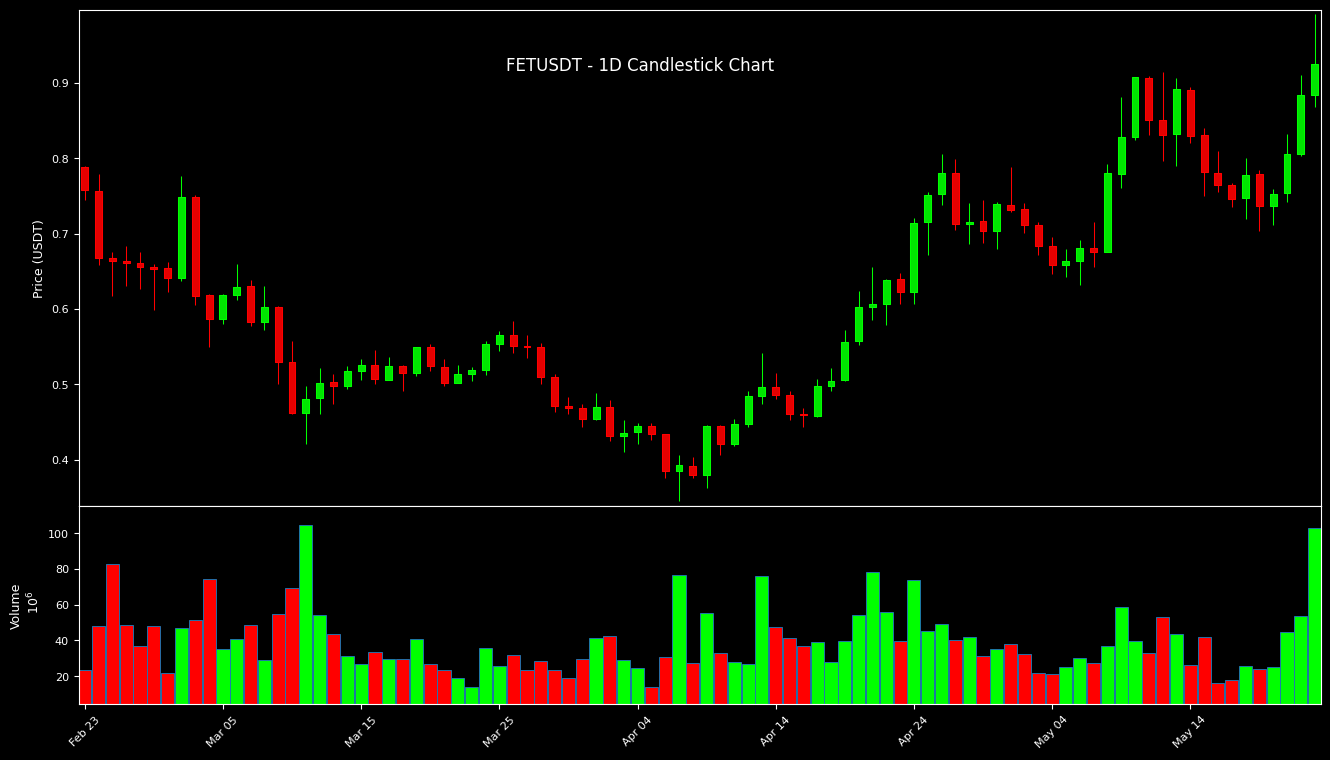 FETUSDT - 1D Candlestick Chart
Price (USDT)
0.9
0.8
0.7
0.6
0.5
0.4
Volume
10^6
100
80
60
40
20
Feb 23
Mar 05
Mar 15
Mar 25
Apr 04
Apr 14
Apr 24
May 04
May 14